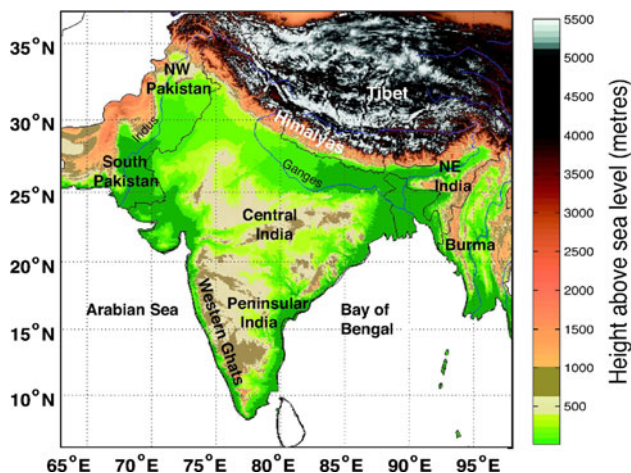 35°N
30°N
25°N
20°N
15°N
10°N
65°E 70°E 75°E 80°E 85°E 90°E 95°E
NW
Pakistan
Tibet
Himalyas
Indus
South
Pakistan
Ganges
NE
India
Central
India
Burma
Arabian Sea
Western Ghats
Peninsular
India
Bay of
Bengal
5500
5000
4500
4000
3500
3000
2500
2000
1500
1000
500
Height above sea level (metres)